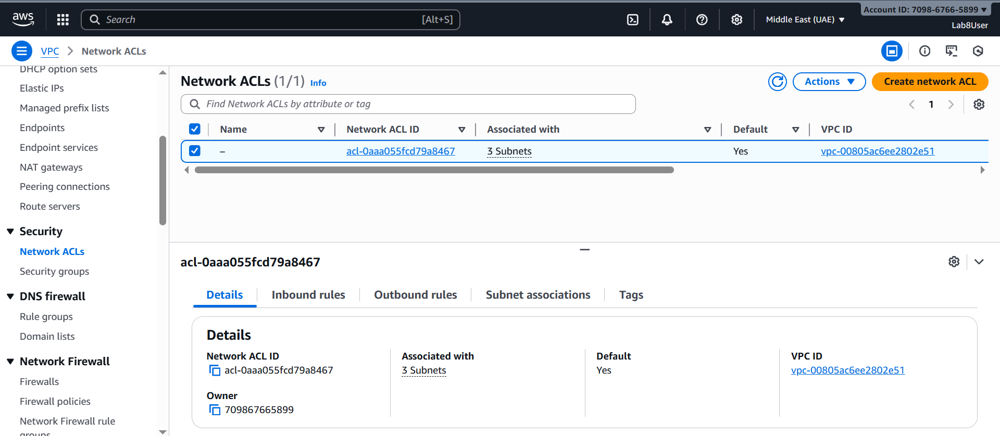 aws
Search [Alt+S]
Middle East (UAE)
Account ID: 7098-6766-5899
Lab8User
VPC > Network ACLs
DHCP option sets
Elastic IPs
Managed prefix lists
Endpoints
Endpoint services
NAT gateways
Peering connections
Route servers
Security
Network ACLs
Security groups
DNS firewall
Rule groups
Domain lists
Network Firewall
Firewalls
Firewall policies
Network Firewall rule
groups
Network ACLs (1/1) Info
Actions
Create network ACL
Find Network ACLs by attribute or tag
1
Name Network ACL ID Associated with Default VPC ID
– acl-0aaa055fcd79a8467 3 Subnets Yes vpc-00805ac6ee2802e51
acl-0aaa055fcd79a8467
Details Inbound rules Outbound rules Subnet associations Tags
Details
Network ACL ID
acl-0aaa055fcd79a8467
Owner
709867665899
Associated with
3 Subnets
Default
Yes
VPC ID
vpc-00805ac6ee2802e51